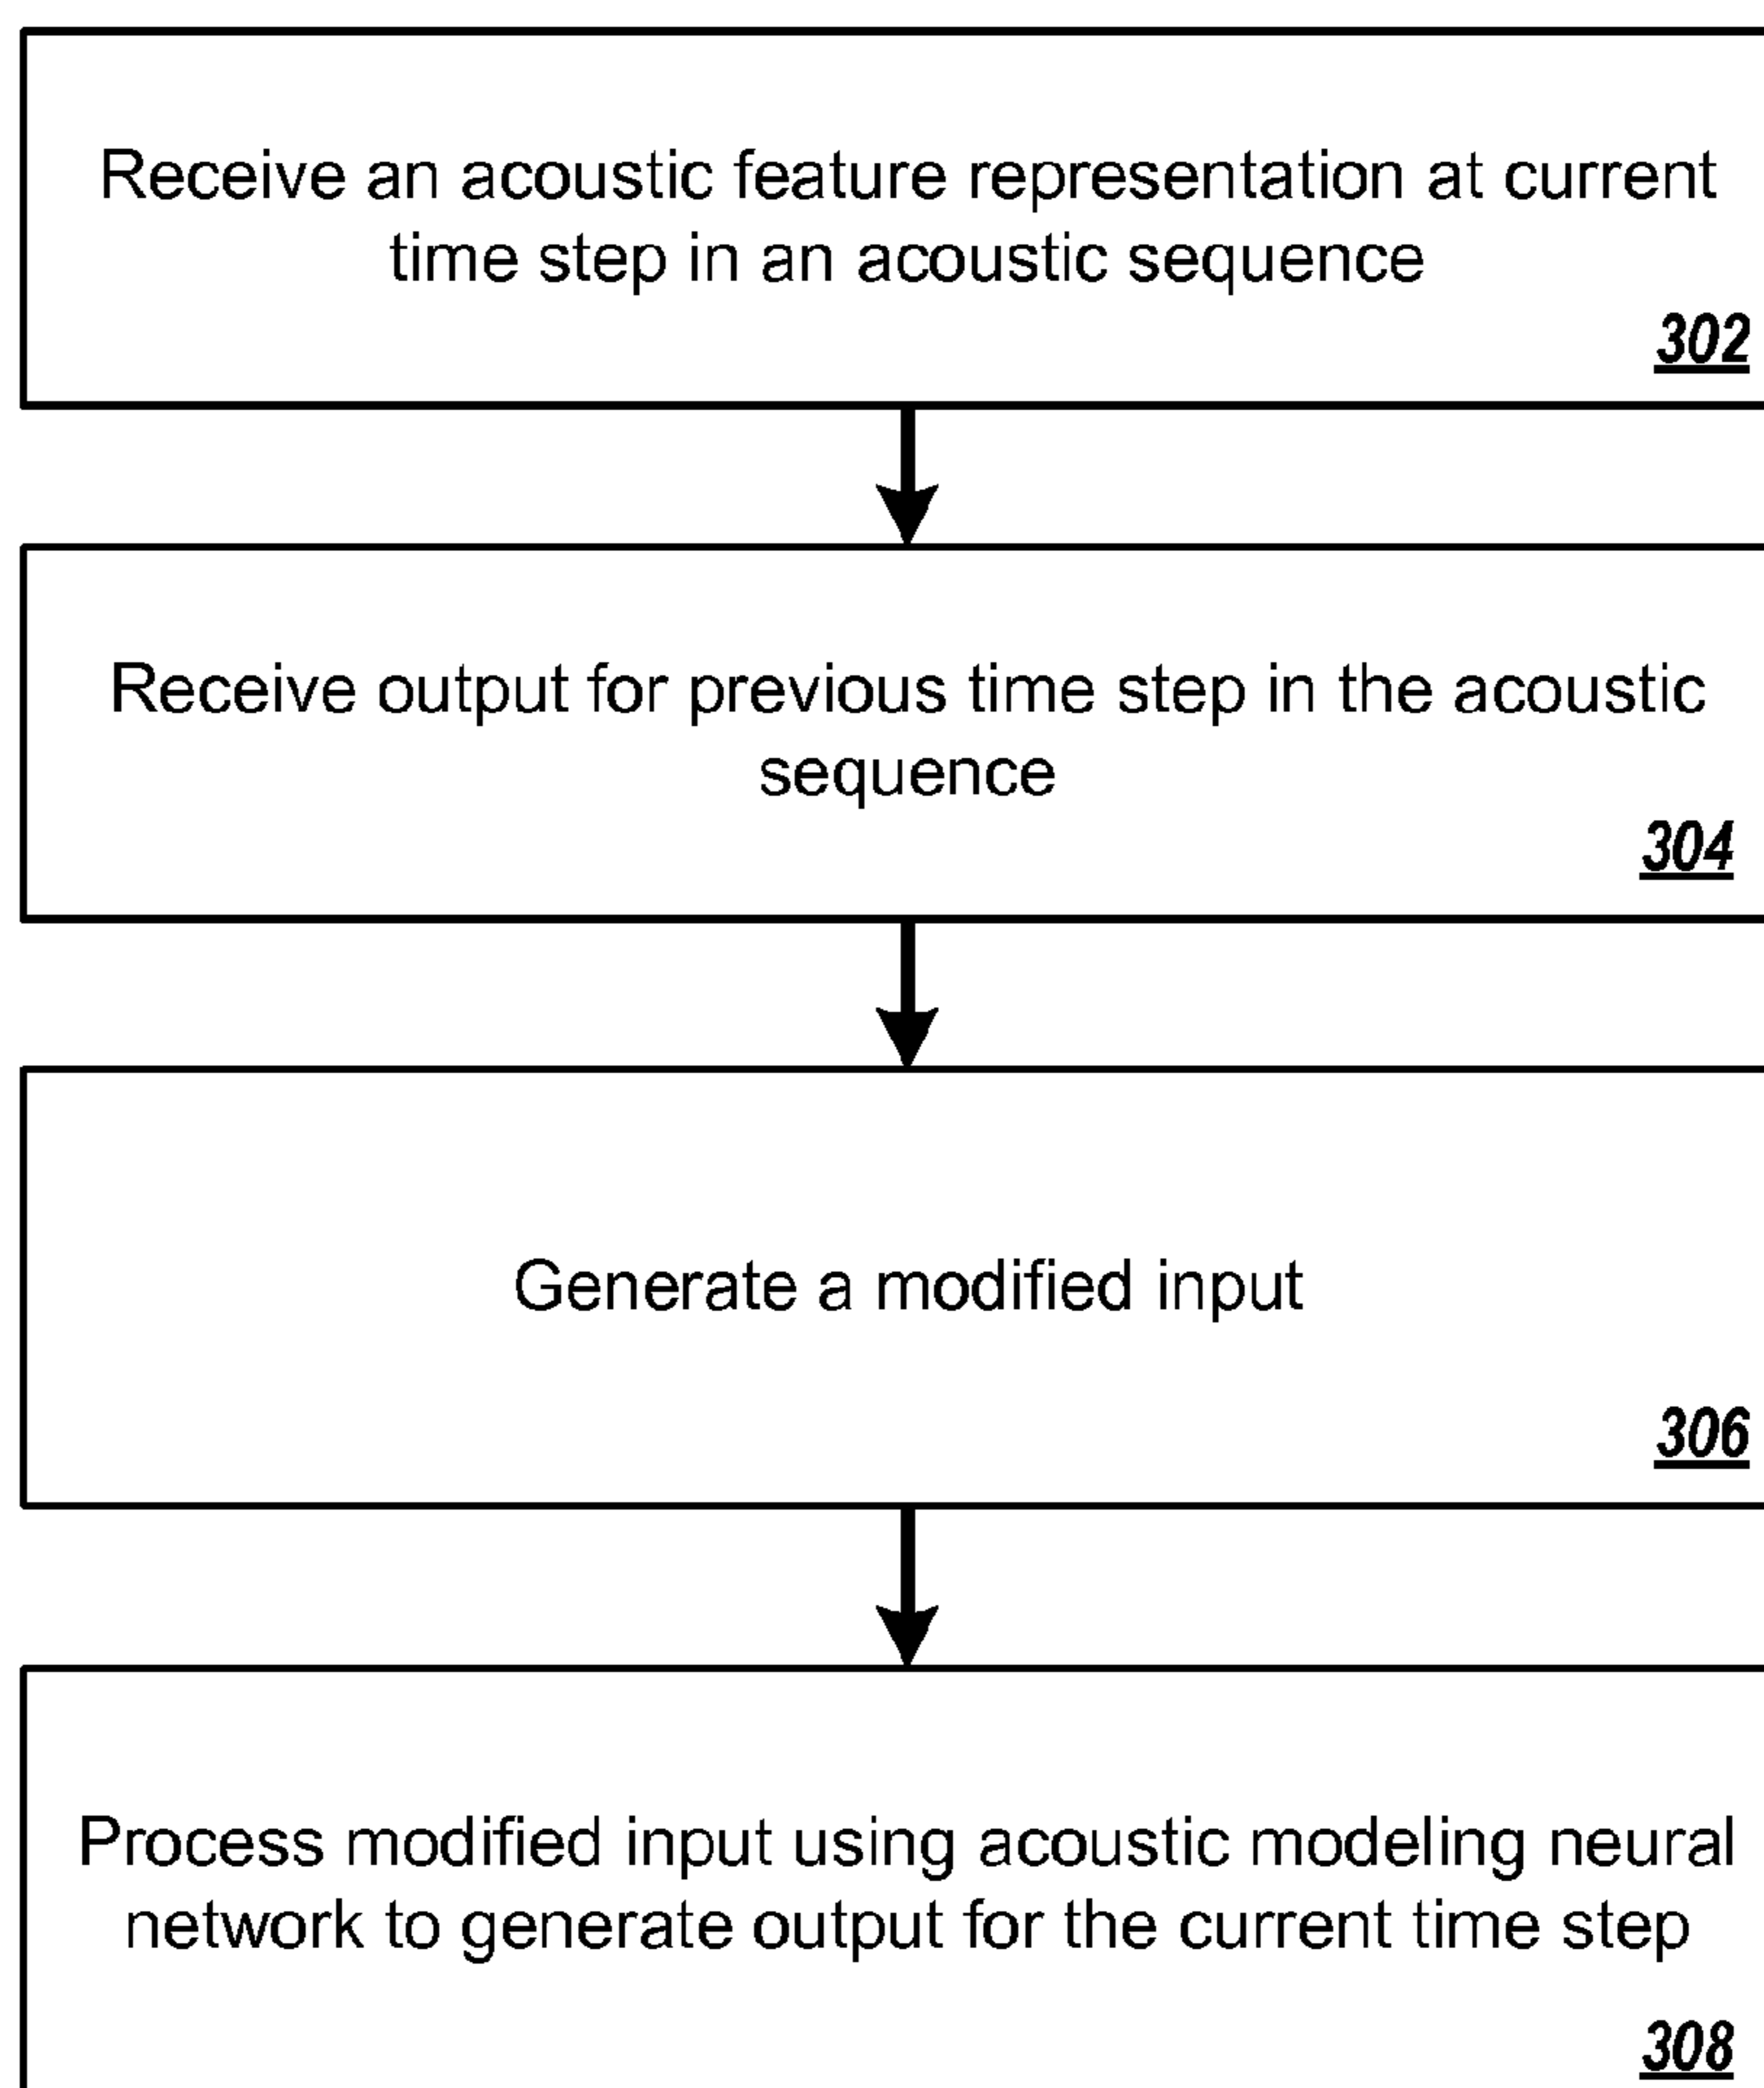 Receive an acoustic feature representation at current
time step in an acoustic sequence
302
Receive output for previous time step in the acoustic
sequence
304
Generate a modified input
306
Process modified input using acoustic modeling neural
network to generate output for the current time step
308